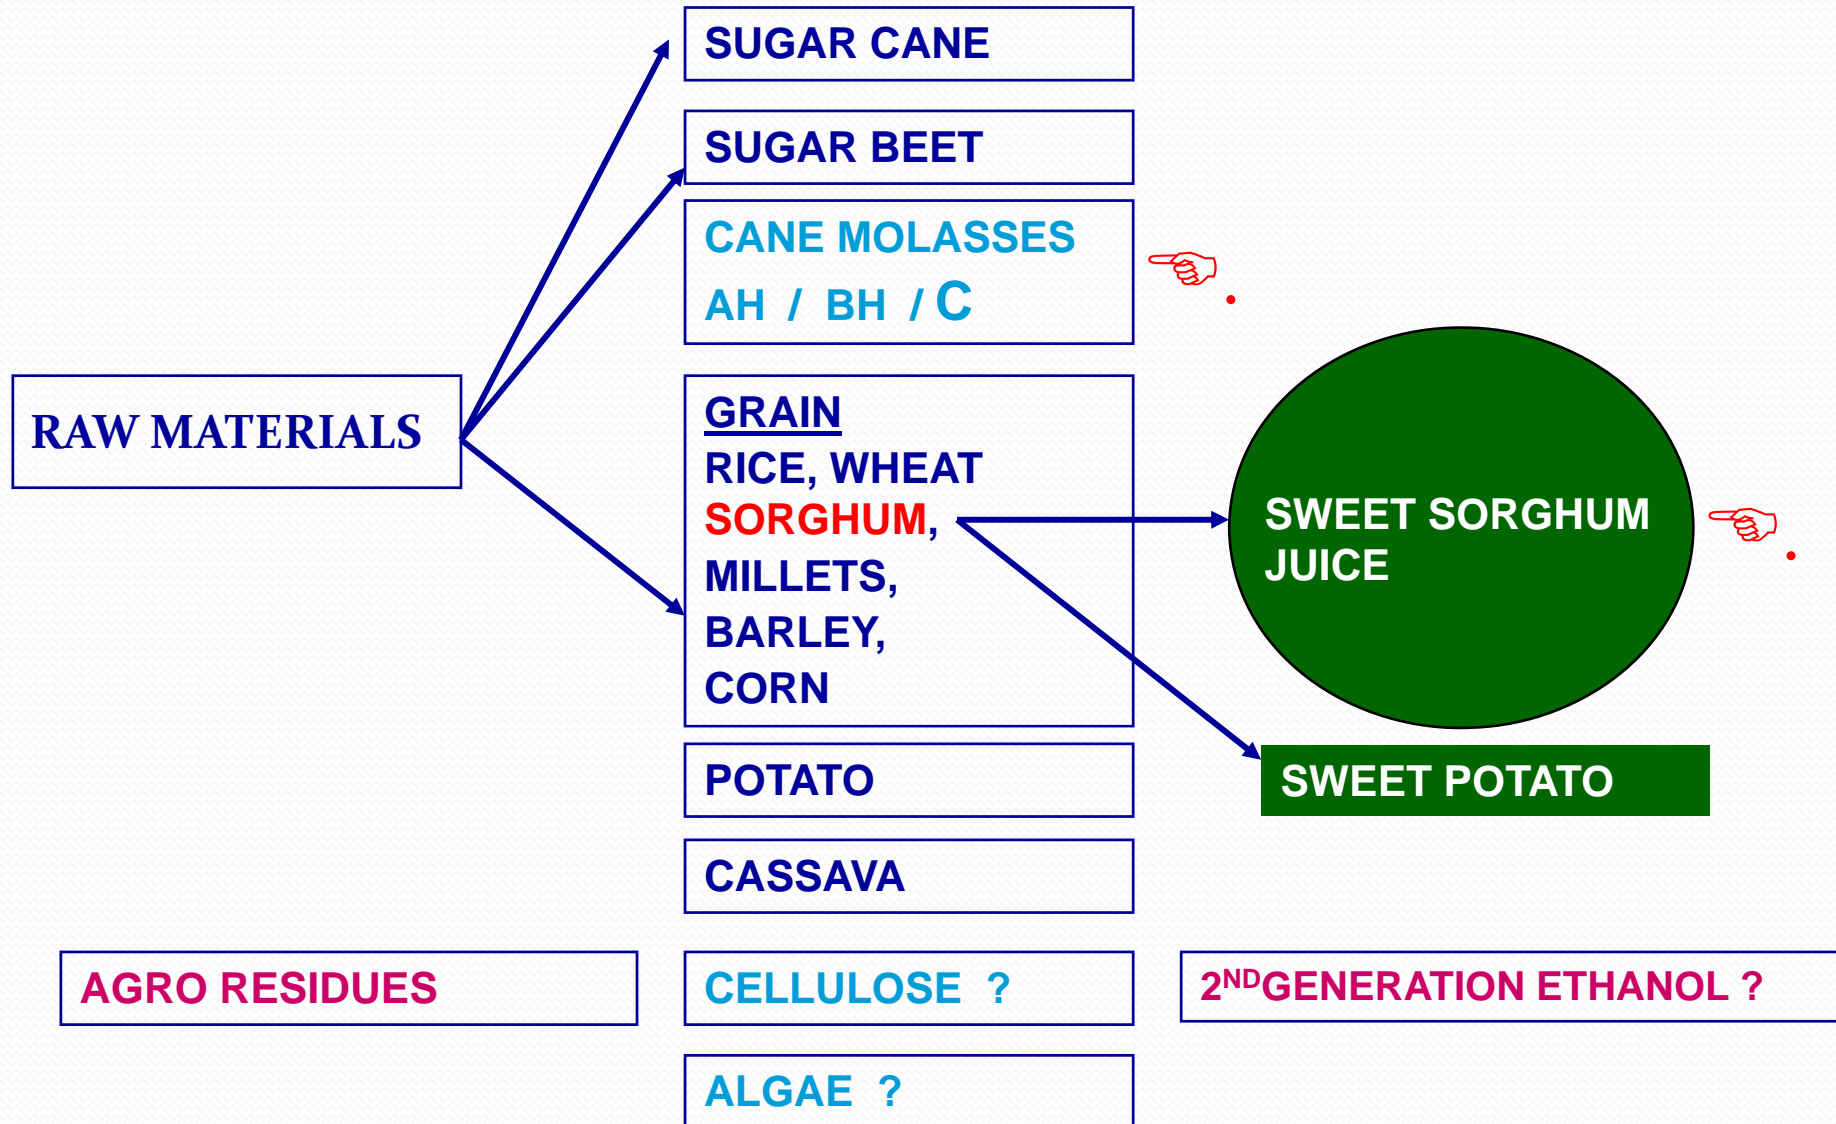 SUGAR CANE
SUGAR BEET
CANE MOLASSES
AH / BH / C
RAW MATERIALS
GRAIN
RICE, WHEAT
SORGHUM,
MILLETS,
BARLEY,
CORN
SWEET SORGHUM
JUICE
POTATO
SWEET POTATO
CASSAVA
AGRO RESIDUES
CELLULOSE ?
2NDGENERATION ETHANOL ?
ALGAE ?